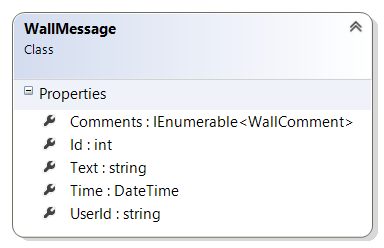 WallMessage
Class
Properties
Comments : IEnumerable<WallComment>
Id : int
Text : string
Time : DateTime
UserId : string